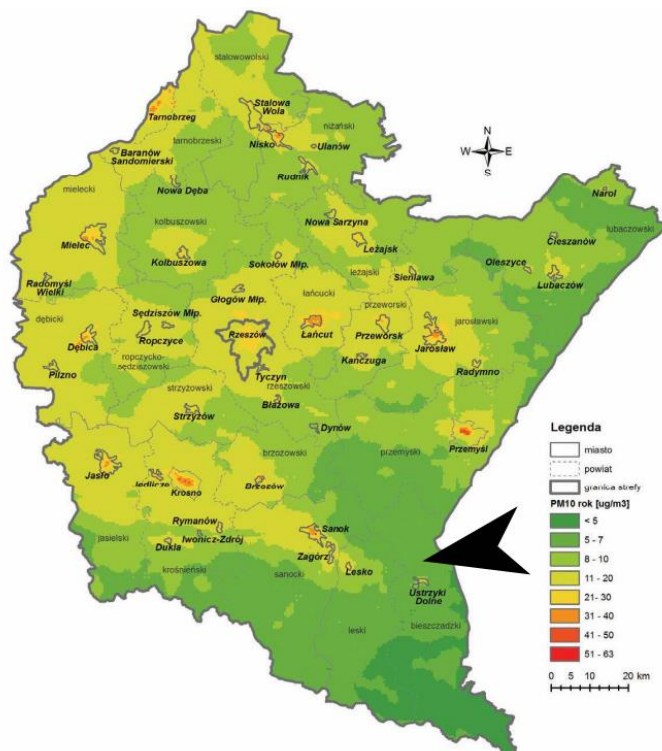 stalowowolski
Stalowa
Wola
Tarnobrzeg
niżański
tarnobrzeski
Nisko
Ulanów
Baranów
Sandomierski
Rudnik
mielecki
Nowa Dęba
N
W E
S
Narol
kolbuszowski
Nowa Sarzyna
lubaczowski
Mielec
Leżajsk
Cieszanów
Kolbuszowa
Sokołów Młp.
Oleszyce
leżajski
Sieniawa
Lubaczów
Radomyśl
Wielki
Głogów Młp.
łańcucki
dębicki
Sędziszów Młp.
przeworski
jarosławski
Ropczyce
Rzeszów
Łańcut
Przeworsk
Dębica
Jarosław
ropczycko-
sędziszowski
Kańczuga
Pilzno
Tyczyn
Radymno
strzyżowski
rzeszowski
Błażowa
Strzyżów
Dynów
Przemyśl
brzozowski
przemyski
Jasło
Jedlicze
Krosno
Brzozów
Rymanów
Sanok
jasielski
Dukla
Iwonicz-Zdrój
Zagórz
krośnieński
sanocki
Lesko
Ustrzyki
Dolne
leski
bieszczadzki
Legenda
miasto
powiat
granica strefy
PM10 rok [ug/m3]
< 5
5 - 7
8 - 10
11 - 20
21 - 30
31 - 40
41 - 50
51 - 63
0 5 10 20 km